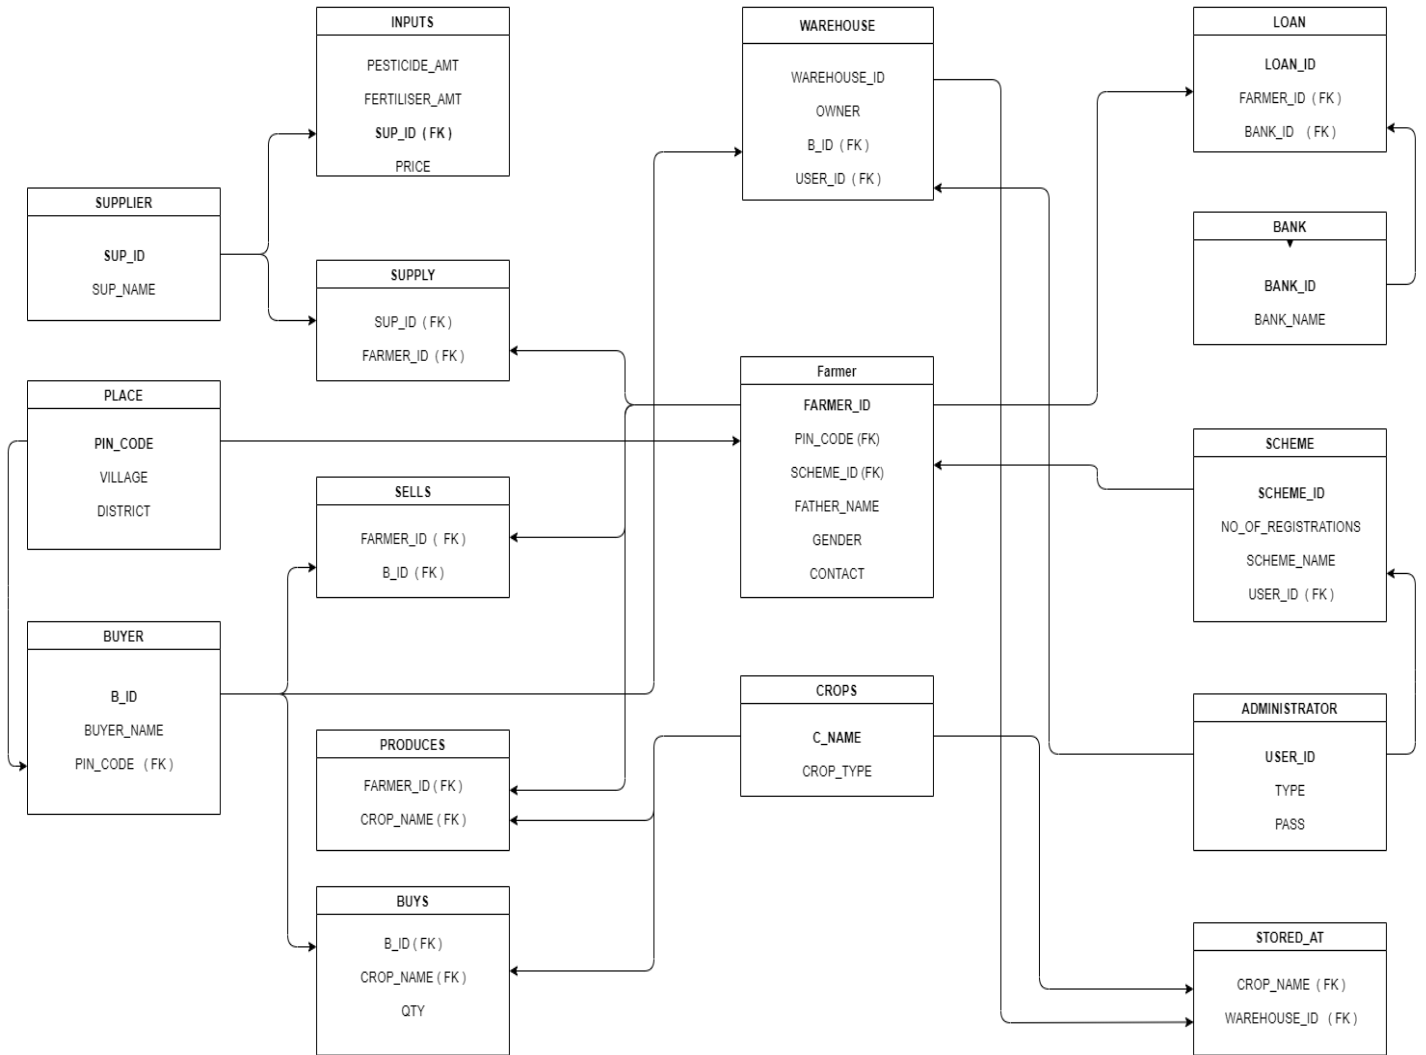 INPUTS
PESTICIDE_AMT
FERTILISER_AMT
SUP_ID ( FK )
PRICE
WAREHOUSE
WAREHOUSE_ID
OWNER
B_ID ( FK )
USER_ID ( FK )
LOAN
LOAN_ID
FARMER_ID ( FK )
BANK_ID ( FK )
SUPPLIER
SUP_ID
SUP_NAME
SUPPLY
SUP_ID ( FK )
FARMER_ID ( FK )
BANK
BANK_ID
BANK_NAME
PLACE
PIN_CODE
VILLAGE
DISTRICT
Farmer
FARMER_ID
PIN_CODE (FK)
SCHEME_ID (FK)
FATHER_NAME
GENDER
CONTACT
SCHEME
SCHEME_ID
NO_OF_REGISTRATIONS
SCHEME_NAME
USER_ID ( FK )
SELLS
FARMER_ID ( FK )
B_ID ( FK )
BUYER
B_ID
BUYER_NAME
PIN_CODE ( FK )
PRODUCES
FARMER_ID ( FK )
CROP_NAME ( FK )
CROPS
C_NAME
CROP_TYPE
ADMINISTRATOR
USER_ID
TYPE
PASS
BUYS
B_ID ( FK )
CROP_NAME ( FK )
QTY
STORED_AT
CROP_NAME ( FK )
WAREHOUSE_ID ( FK )